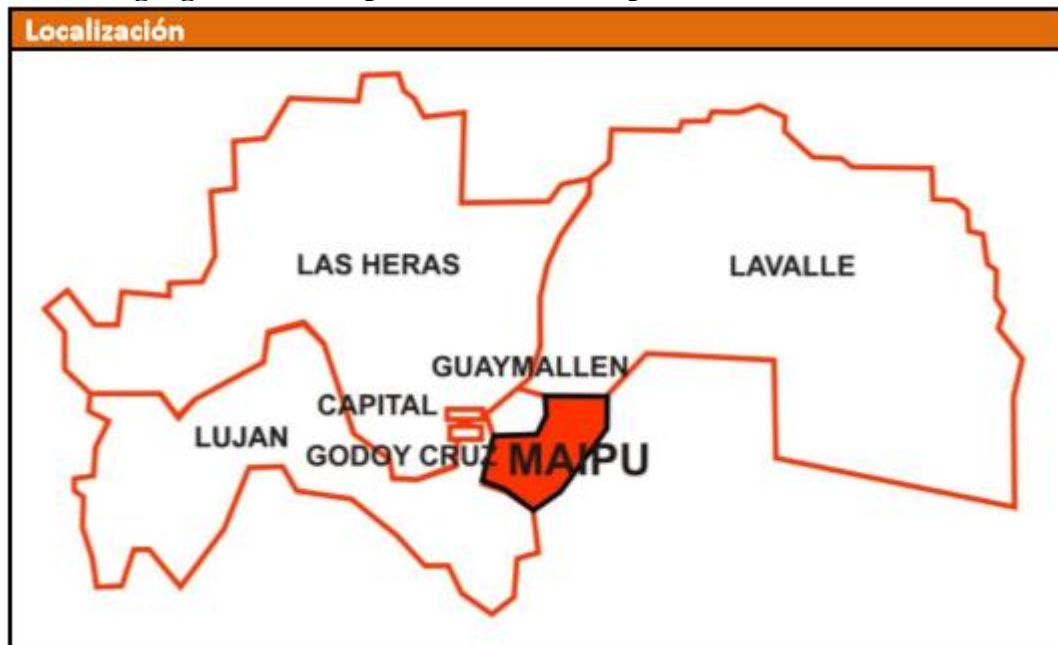 Localización
LAS HERAS
LAVALLE
GUAYMALLEN
CAPITAL
LUJAN
GODOY CRUZ
MAIPU